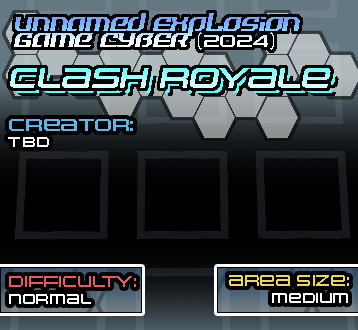 Unnamed Explosion
Game Cyber (2024)
Clash Royale
Creator:
TBD
Difficulty:
Normal
Area Size:
Medium